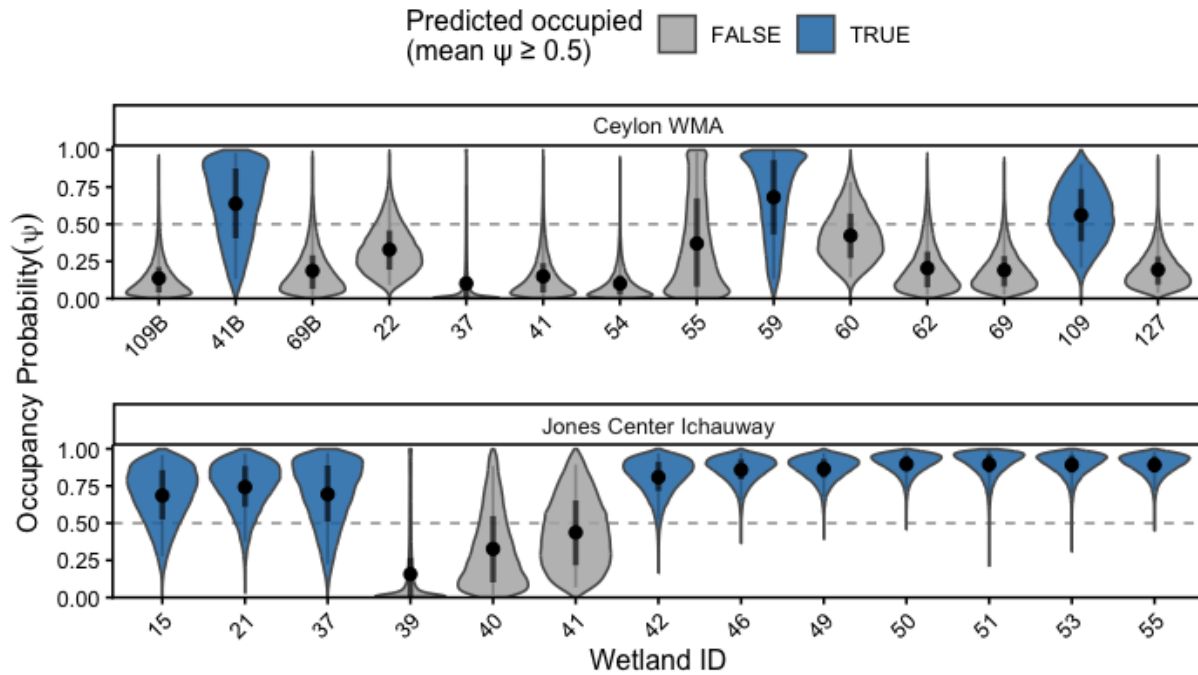 Predicted occupied
(mean ψ ≥ 0.5)
FALSE
TRUE
Occupancy Probability(ψ)
Ceylon WMA
1.00
0.75
0.50
0.25
0.00
109B 41B 69B 22 37 41 54 55 59 60 62 69 109 127
Jones Center Ichauway
1.00
0.75
0.50
0.25
0.00
15 21 37 39 40 41 42 46 49 50 51 53 55
Wetland ID